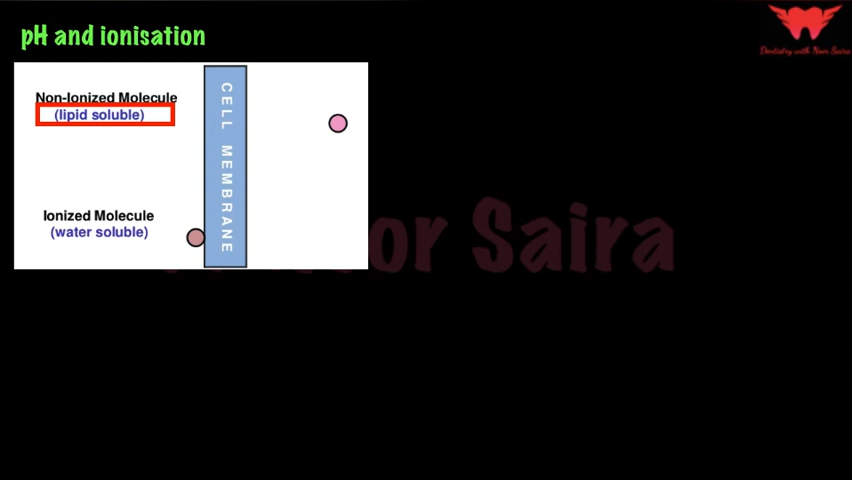 pH and ionisation
Dentistry with Noor Saira
Non-Ionized Molecule
(lipid soluble)
CELL MEMBRANE
Ionized Molecule
(water soluble)
Noor Saira